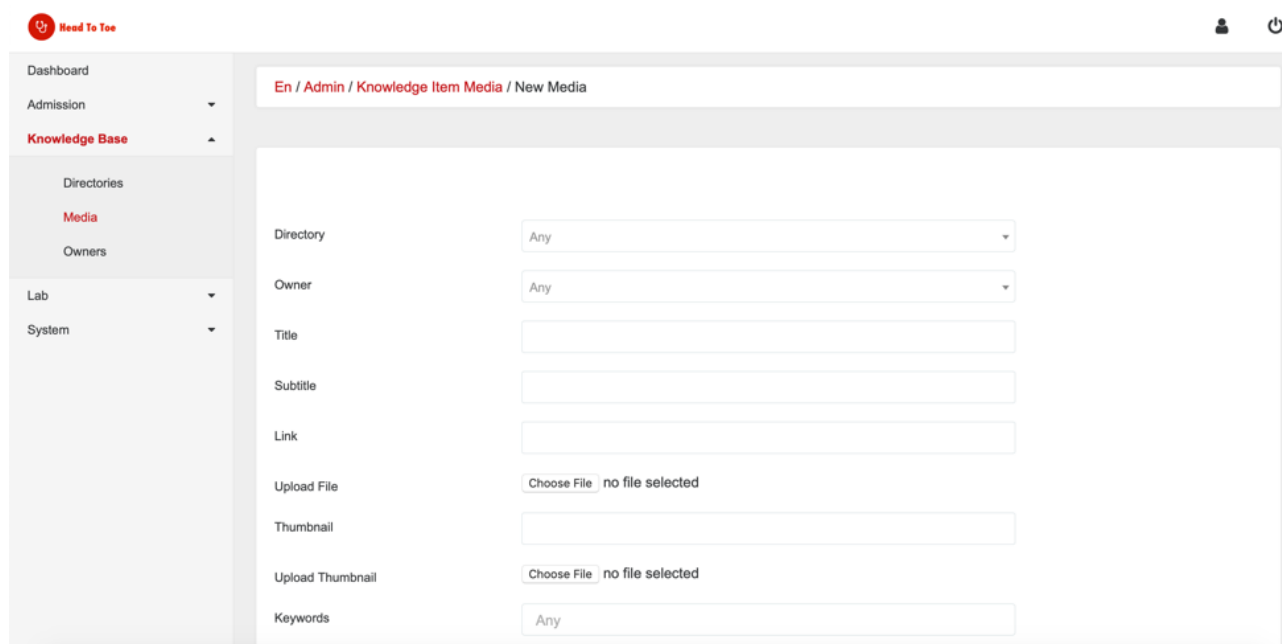 Head To Toe
Dashboard
Admission
Knowledge Base
Directories
Media
Owners
Lab
System
En / Admin / Knowledge Item Media / New Media
Directory Any
Owner Any
Title
Subtitle
Link
Upload File Choose File no file selected
Thumbnail
Upload Thumbnail Choose File no file selected
Keywords Any